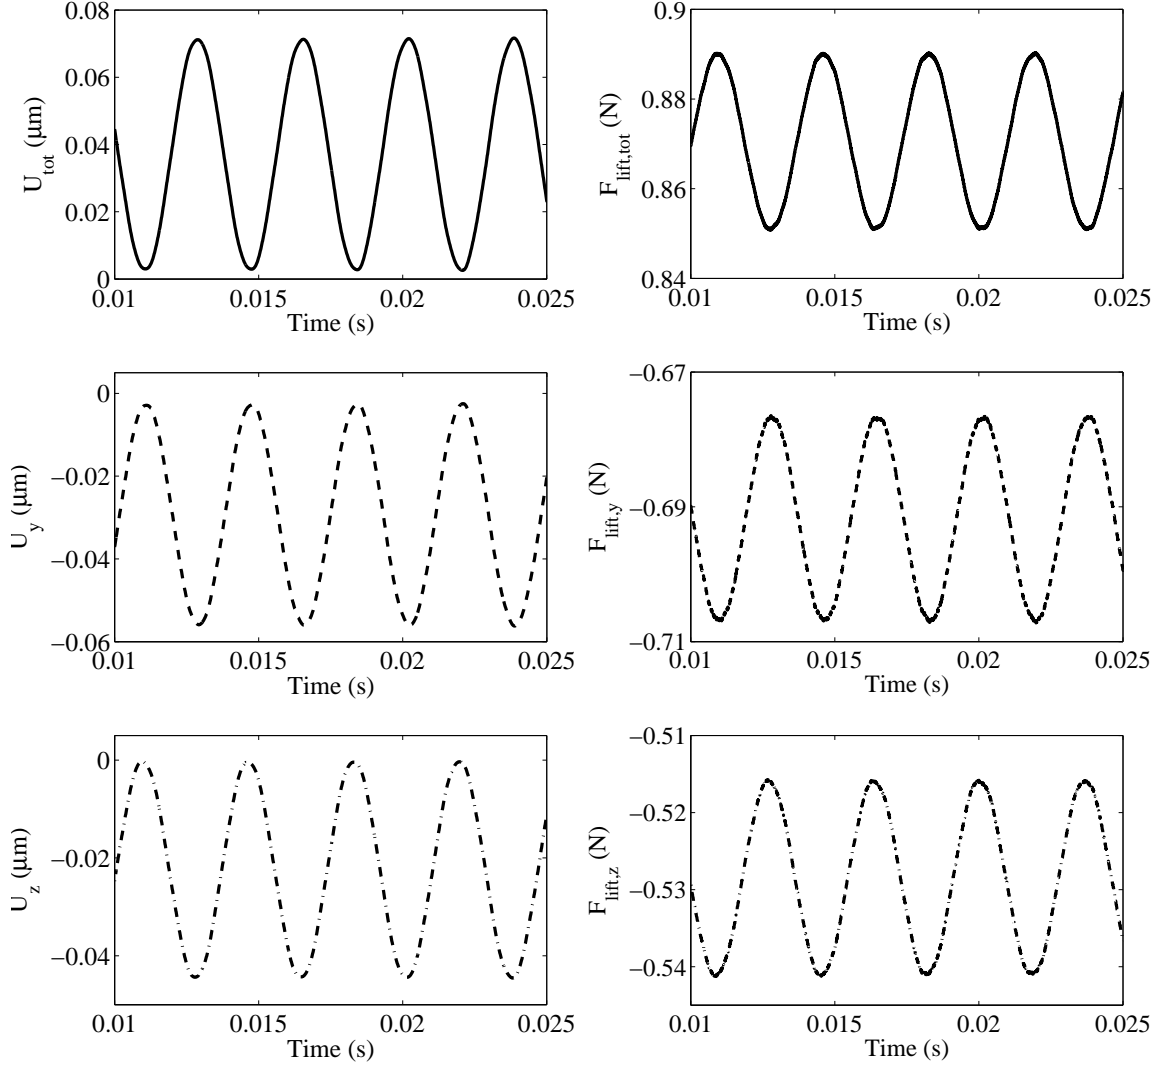 0.08
0.06
0.04
0.02
0
U_tot (μm)
0.01 0.015 0.02 0.025
Time (s)
0.9
0.88
0.86
0.84
F_lift,tot (N)
0.01 0.015 0.02 0.025
Time (s)
0
−0.02
−0.04
−0.06
U_y (μm)
0.01 0.015 0.02 0.025
Time (s)
−0.67
−0.69
−0.71
F_lift,y (N)
0.01 0.015 0.02 0.025
Time (s)
0
−0.02
−0.04
U_z (μm)
0.01 0.015 0.02 0.025
Time (s)
−0.51
−0.52
−0.53
−0.54
F_lift,z (N)
0.01 0.015 0.02 0.025
Time (s)